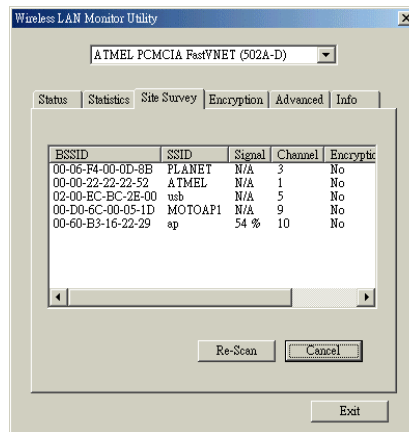 Wireless LAN Monitor Utility
ATMEL PCMCIA FastVNET (502A-D)
Status Statistics Site Survey Encryption Advanced Info
BSSID SSID Signal Channel Encryptic
00-06-F4-00-0D-8B PLANET N/A 3 No
00-00-22-22-22-52 ATMEL N/A 1 No
02-00-EC-BC-2E-00 usb N/A 5 No
00-D0-6C-00-05-1D MOTOAP1 N/A 9 No
00-60-B3-16-22-29 ap 54 % 10 No
Re-Scan Cancel
Exit